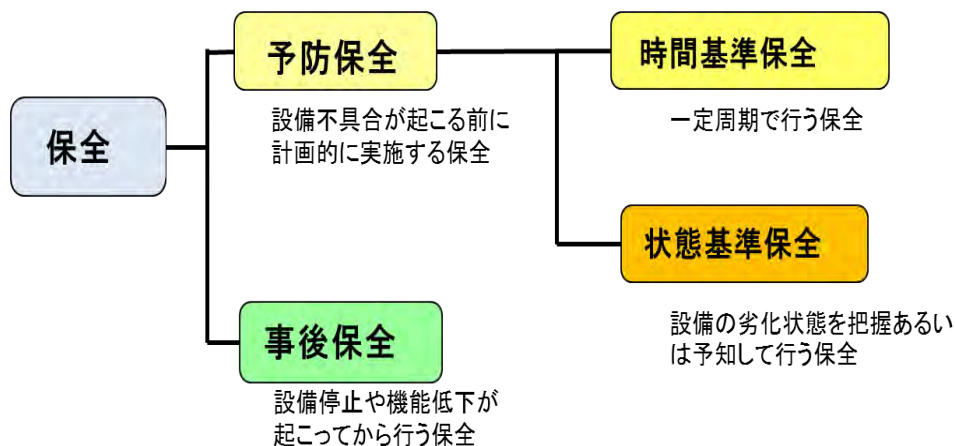 保全
予防保全
設備不具合が起こる前に
計画的に実施する保全
時間基準保全
一定周期で行う保全
状態基準保全
設備の劣化状態を把握あるい
は予知して行う保全
事後保全
設備停止や機能低下が
起こってから行う保全